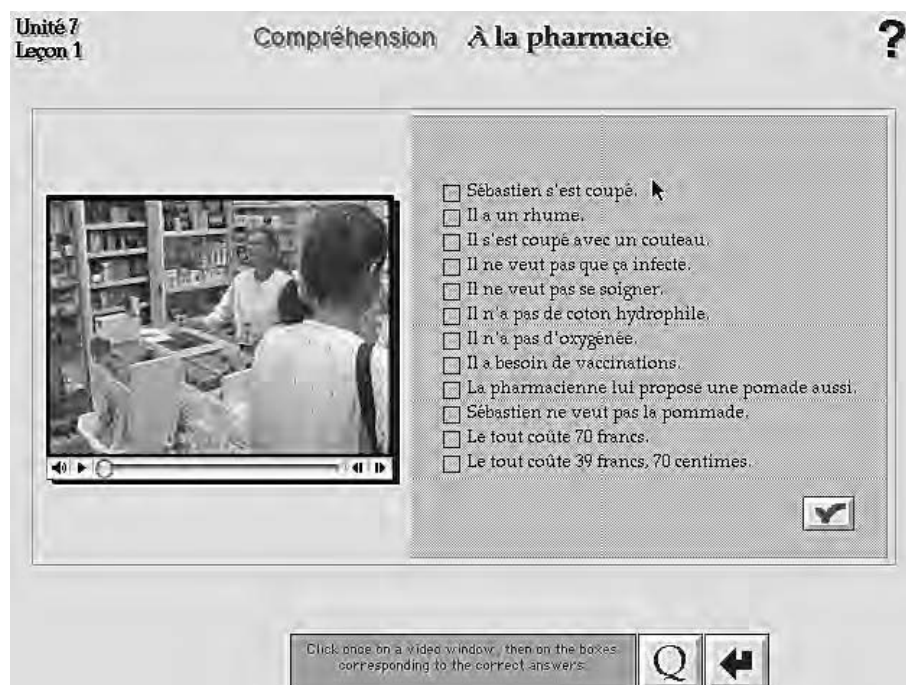 Unité 7
Leçon 1
Compréhension À la pharmacie ?
Sébastien s'est coupé.
Il a un rhume.
Il s'est coupé avec un couteau.
Il ne veut pas que ça infecte.
Il ne veut pas se soigner.
Il n'a pas de coton hydrophile.
Il n'a pas d'oxygénée.
Il a besoin de vaccinations.
La pharmacienne lui propose une pomade aussi.
Sébastien ne veut pas la pommade.
Le tout coûte 70 francs.
Le tout coûte 39 francs, 70 centimes.
Click once on a video window, then on the boxes
corresponding to the correct answers.
Q